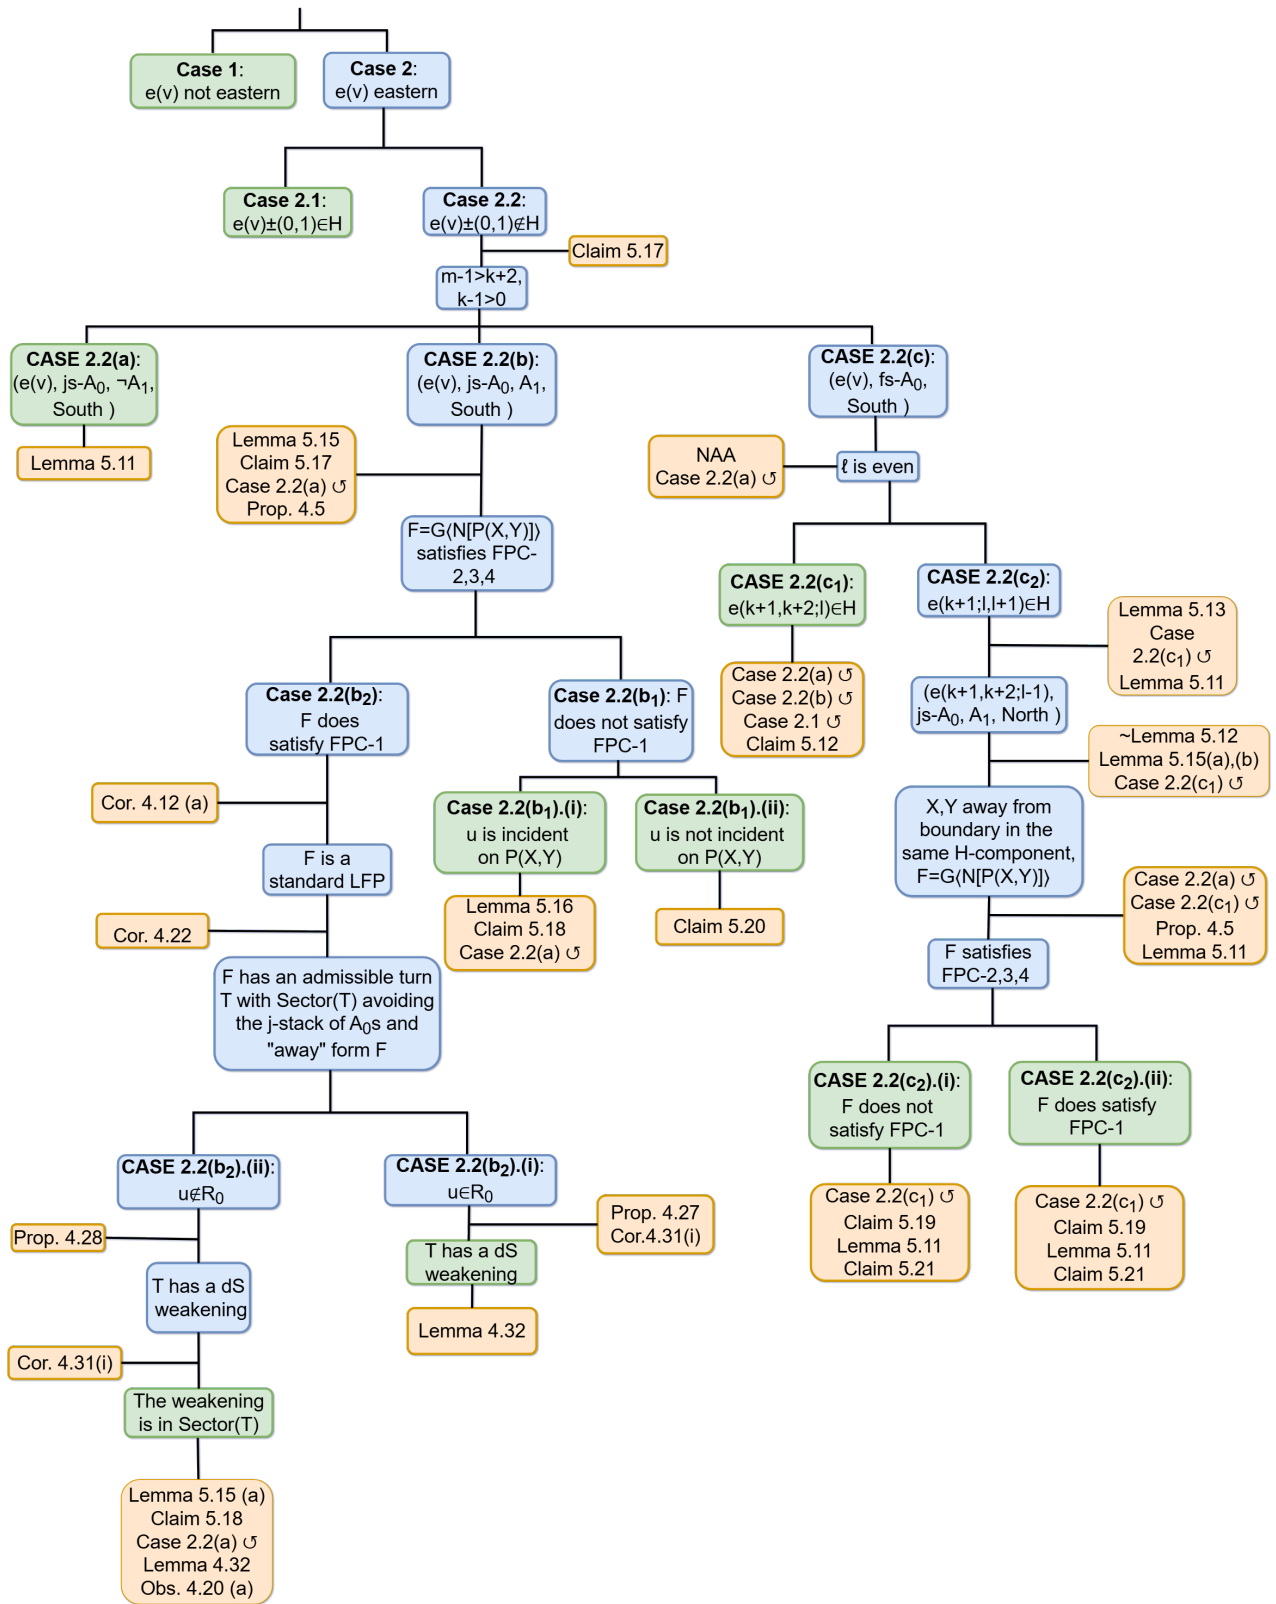 Case 1:
e(v) not eastern
Case 2:
e(v) eastern
Case 2.1:
e(v)±(0,1)∈H
Case 2.2:
e(v)±(0,1)∉H
Claim 5.17
m-1>k+2,
k-1>0
CASE 2.2(a):
(e(v), js-A₀, ¬A₁,
South )
Lemma 5.11
CASE 2.2(b):
(e(v), js-A₀, A₁,
South )
CASE 2.2(c):
(e(v), fs-A₀,
South )
Lemma 5.15
Claim 5.17
Case 2.2(a) ↺
Prop. 4.5
NAA
Case 2.2(a) ↺
ℓ is even
F=G⟨N[P(X,Y)]⟩
satisfies FPC-
2,3,4
CASE 2.2(c₁):
e(k+1,k+2;l)∈H
CASE 2.2(c₂):
e(k+1;l,l+1)∈H
Lemma 5.13
Case
2.2(c₁) ↺
Lemma 5.11
Case 2.2(a) ↺
Case 2.2(b) ↺
Case 2.1 ↺
Claim 5.12
(e(k+1,k+2;l-1),
js-A₀, A₁, North )
Case 2.2(b₂):
F does
satisfy FPC-1
Case 2.2(b₁): F
does not satisfy
FPC-1
~Lemma 5.12
Lemma 5.15(a),(b)
Case 2.2(c₁) ↺
Cor. 4.12 (a)
Case 2.2(b₁).(i):
u is incident
on P(X,Y)
Case 2.2(b₁).(ii):
u is not incident
on P(X,Y)
X,Y away from
boundary in the
same H-component,
F=G⟨N[P(X,Y)]⟩
F is a
standard LFP
Lemma 5.16
Claim 5.18
Case 2.2(a) ↺
Claim 5.20
Case 2.2(a) ↺
Case 2.2(c₁) ↺
Prop. 4.5
Lemma 5.11
Cor. 4.22
F satisfies
FPC-2,3,4
F has an admissible turn
T with Sector(T) avoiding
the j-stack of A₀s and
"away" form F
CASE 2.2(c₂).(i):
F does not
satisfy FPC-1
CASE 2.2(c₂).(ii):
F does satisfy
FPC-1
CASE 2.2(b₂).(ii):
u∉R₀
CASE 2.2(b₂).(i):
u∈R₀
Case 2.2(c₁) ↺
Claim 5.19
Lemma 5.11
Claim 5.21
Case 2.2(c₁) ↺
Claim 5.19
Lemma 5.11
Claim 5.21
Prop. 4.28
Prop. 4.27
Cor.4.31(i)
T has a dS
weakening
T has a dS
weakening
Lemma 4.32
Cor. 4.31(i)
The weakening
is in Sector(T)
Lemma 5.15 (a)
Claim 5.18
Case 2.2(a) ↺
Lemma 4.32
Obs. 4.20 (a)